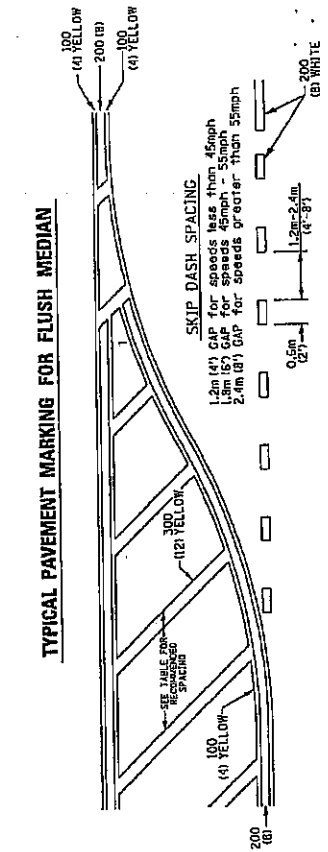 TYPICAL PAVEMENT MARKING FOR FLUSH MEDIAN
100
(4) YELLOW
200 (8)
100
(4) YELLOW
SEE TABLE FOR
RECOMMENDED
SPACING
300
(12) YELLOW
100
(4) YELLOW
200
(8)
SKIP DASH SPACING
1.2m (4') GAP for speeds less than 45mph
1.8m (6') GAP for speeds 45mph - 55mph
2.4m (8') GAP for speeds greater than 55mph
0.6m
(2')
1.2m-2.4m
(4'-8')
200
(8) WHITE